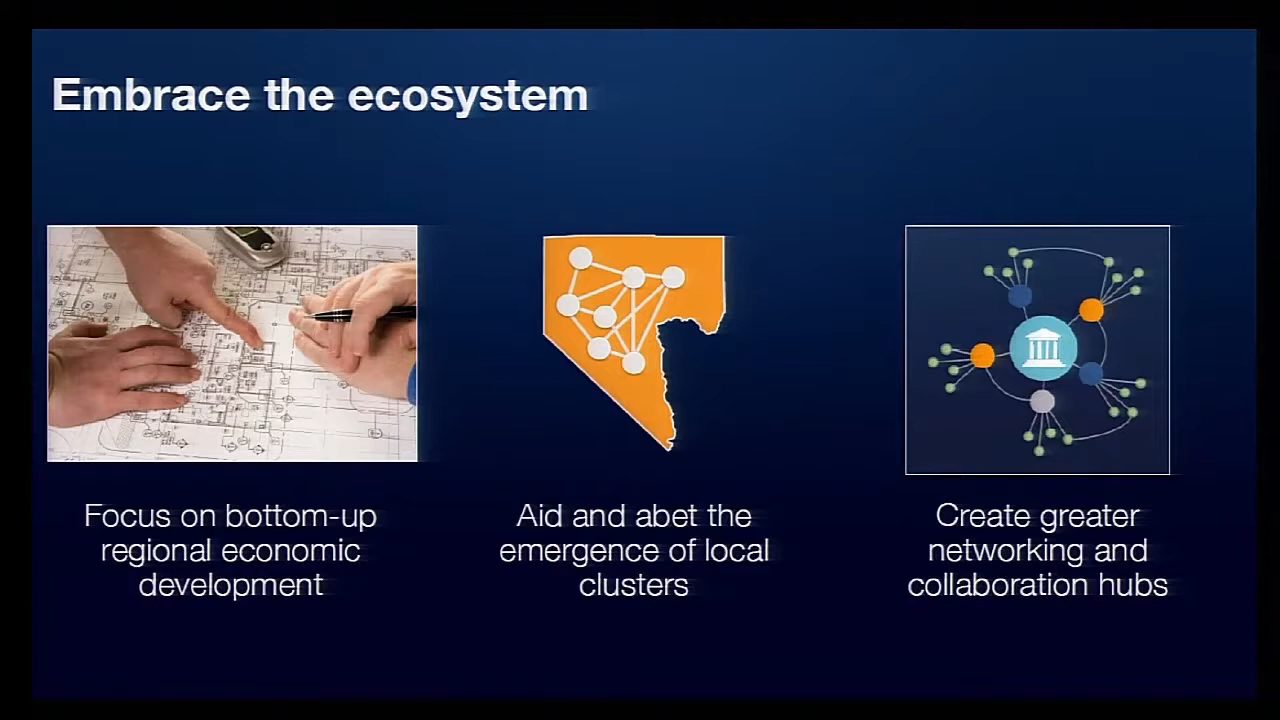 Embrace the ecosystem
Focus on bottom-up
regional economic
development
Aid and abet the
emergence of local
clusters
Create greater
networking and
collaboration hubs